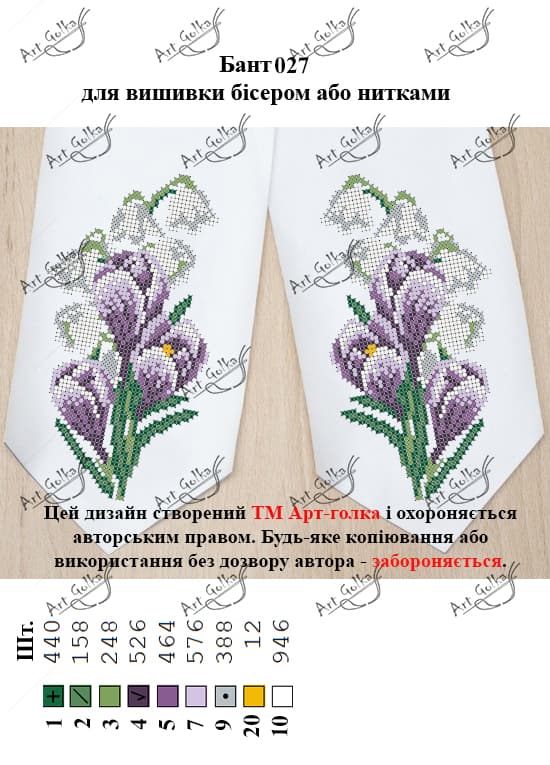 Бант 027
для вишивки бісером або нитками
Цей дизайн створений ТМ Арт-голка і охороняється
авторським правом. Будь-яке копіювання або
використання без дозволу автора - забороняється.
Шт.
440 158 248 526 464 576 388 12 946
1 2 3 4 5 7 9 20 10
Art Golka